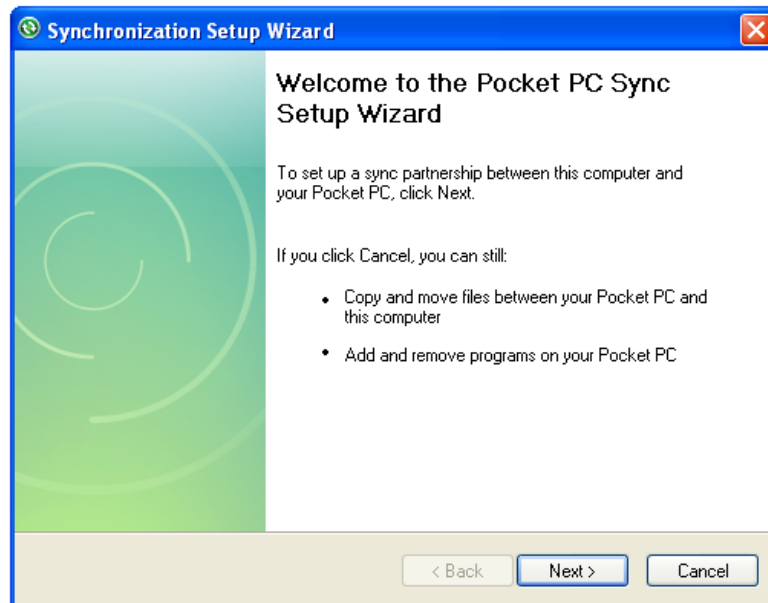 Synchronization Setup Wizard
Welcome to the Pocket PC Sync
Setup Wizard
To set up a sync partnership between this computer and
your Pocket PC, click Next.
If you click Cancel, you can still:
• Copy and move files between your Pocket PC and
this computer
• Add and remove programs on your Pocket PC
< Back
Next >
Cancel